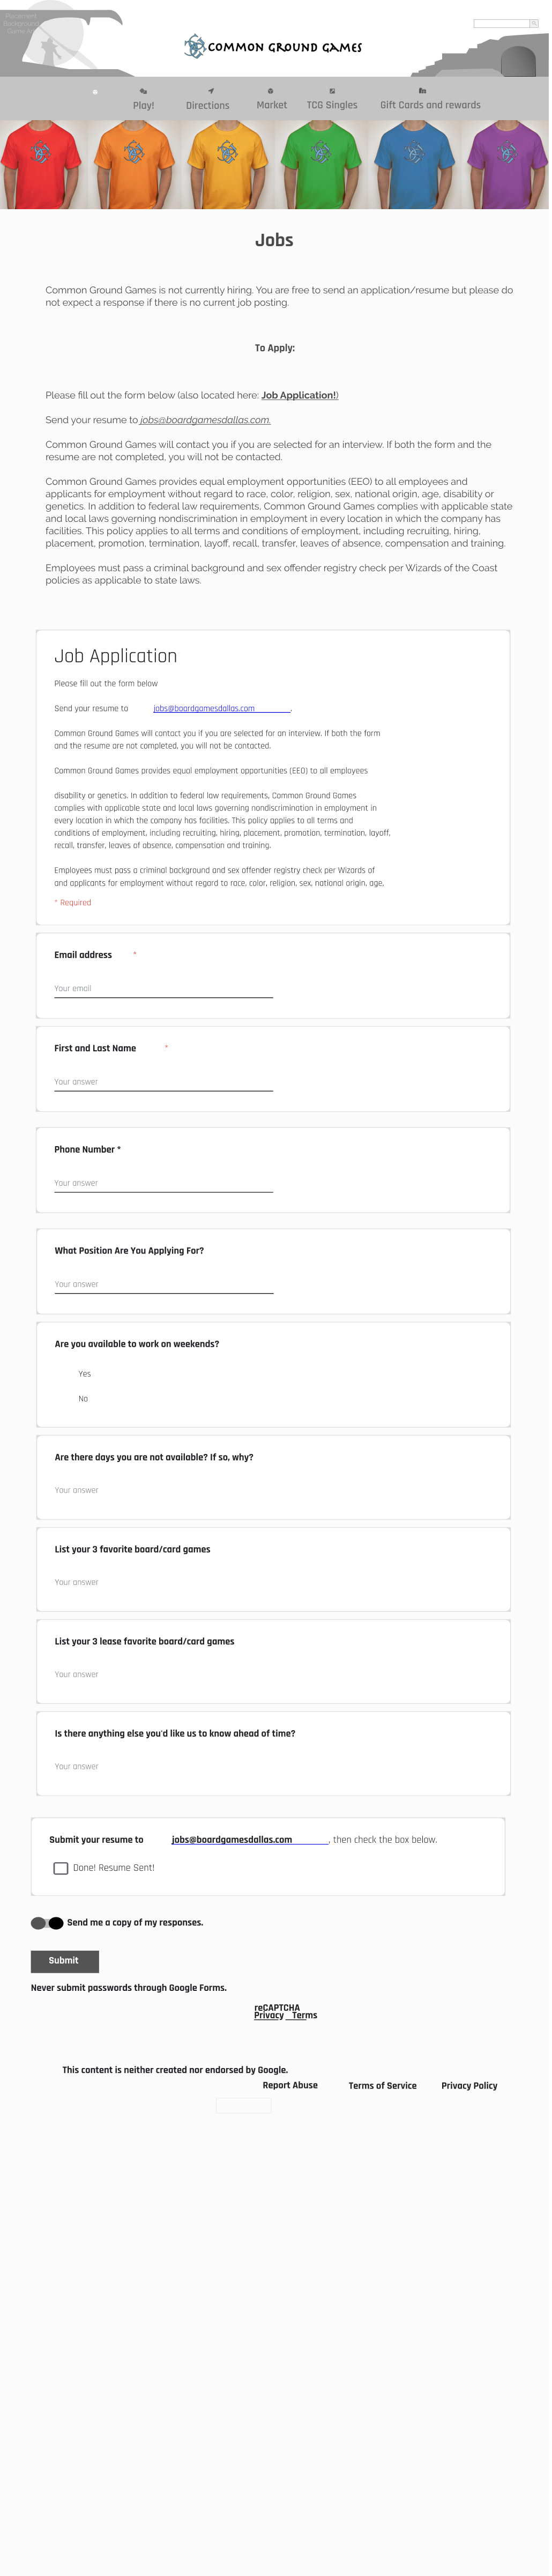 Placement
Background
Game Art
COMMON GROUND GAMES
Play!
Directions
Market
TCG Singles
Gift Cards and rewards
Jobs
Common Ground Games is not currently hiring. You are free to send an application/resume but please do
not expect a response if there is no current job posting.
To Apply:
Please fill out the form below (also located here: Job Application!)
Send your resume to jobs@boardgamesdallas.com.
Common Ground Games will contact you if you are selected for an interview. If both the form and the
resume are not completed, you will not be contacted.
Common Ground Games provides equal employment opportunities (EEO) to all employees and
applicants for employment without regard to race, color, religion, sex, national origin, age, disability or
genetics. In addition to federal law requirements, Common Ground Games complies with applicable state
and local laws governing nondiscrimination in employment in every location in which the company has
facilities. This policy applies to all terms and conditions of employment, including recruiting, hiring,
placement, promotion, termination, layoff, recall, transfer, leaves of absence, compensation and training.
Employees must pass a criminal background and sex offender registry check per Wizards of the Coast
policies as applicable to state laws.
Job Application
Please fill out the form below
Send your resume to jobs@boardgamesdallas.com .
Common Ground Games will contact you if you are selected for an interview. If both the form
and the resume are not completed, you will not be contacted.
Common Ground Games provides equal employment opportunities (EEO) to all employees
disability or genetics. In addition to federal law requirements, Common Ground Games
complies with applicable state and local laws governing nondiscrimination in employment in
every location in which the company has facilities. This policy applies to all terms and
conditions of employment, including recruiting, hiring, placement, promotion, termination, layoff,
recall, transfer, leaves of absence, compensation and training.
Employees must pass a criminal background and sex offender registry check per Wizards of
and applicants for employment without regard to race, color, religion, sex, national origin, age,
* Required
Email address *
Your email
First and Last Name *
Your answer
Phone Number *
Your answer
What Position Are You Applying For?
Your answer
Are you available to work on weekends?
Yes
No
Are there days you are not available? If so, why?
Your answer
List your 3 favorite board/card games
Your answer
List your 3 lease favorite board/card games
Your answer
Is there anything else you'd like us to know ahead of time?
Your answer
Submit your resume to jobs@boardgamesdallas.com , then check the box below.
Done! Resume Sent!
Send me a copy of my responses.
Submit
Never submit passwords through Google Forms.
reCAPTCHA
Privacy Terms
This content is neither created nor endorsed by Google.
Report Abuse
Terms of Service
Privacy Policy